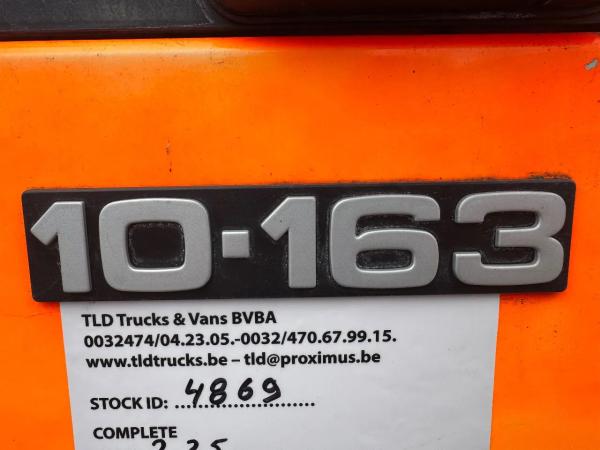 10-163
TLD Trucks & Vans BVBA
0032474/04.23.05.-0032/470.67.99.15.
www.tldtrucks.be – tld@proximus.be
STOCK ID: 4869
COMPLETE